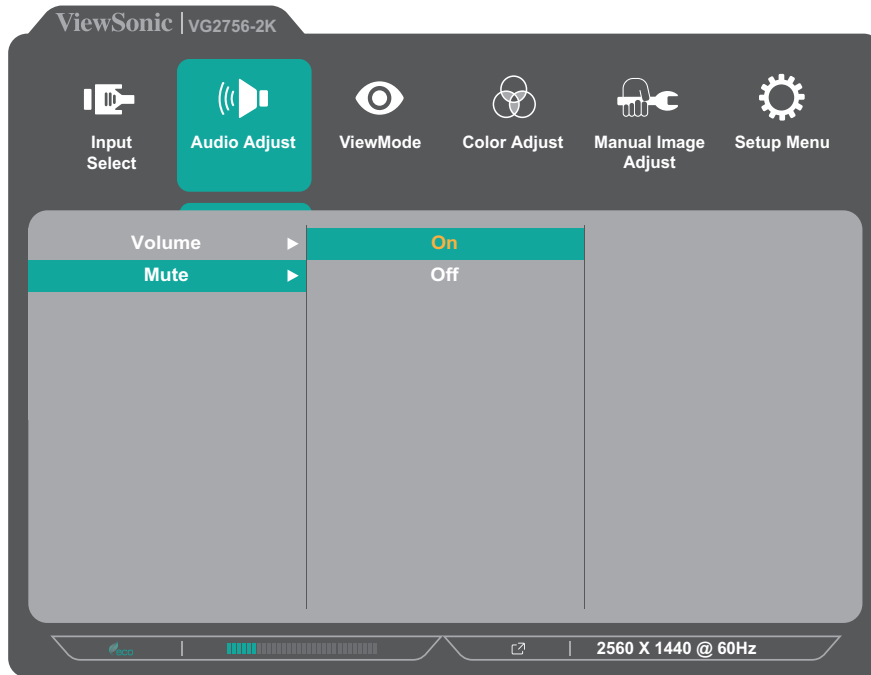 ViewSonic VG2756-2K
Input Select
Audio Adjust
ViewMode
Color Adjust
Manual Image Adjust
Setup Menu
Volume
On
Mute
Off
eco
2560 X 1440 @ 60Hz